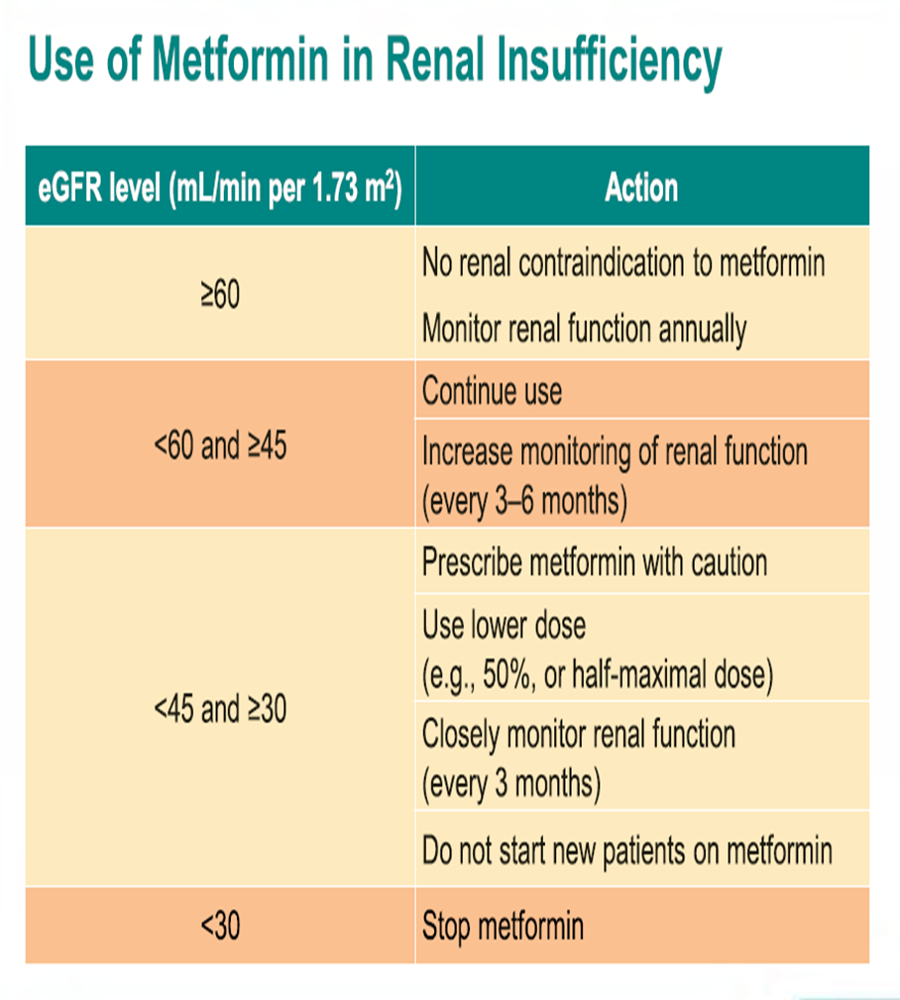 Use of Metformin in Renal Insufficiency
eGFR level (mL/min per 1.73 m²)
Action
≥60
No renal contraindication to metformin
Monitor renal function annually
<60 and ≥45
Continue use
Increase monitoring of renal function
(every 3–6 months)
<45 and ≥30
Prescribe metformin with caution
Use lower dose
(e.g., 50%, or half-maximal dose)
Closely monitor renal function
(every 3 months)
Do not start new patients on metformin
<30
Stop metformin